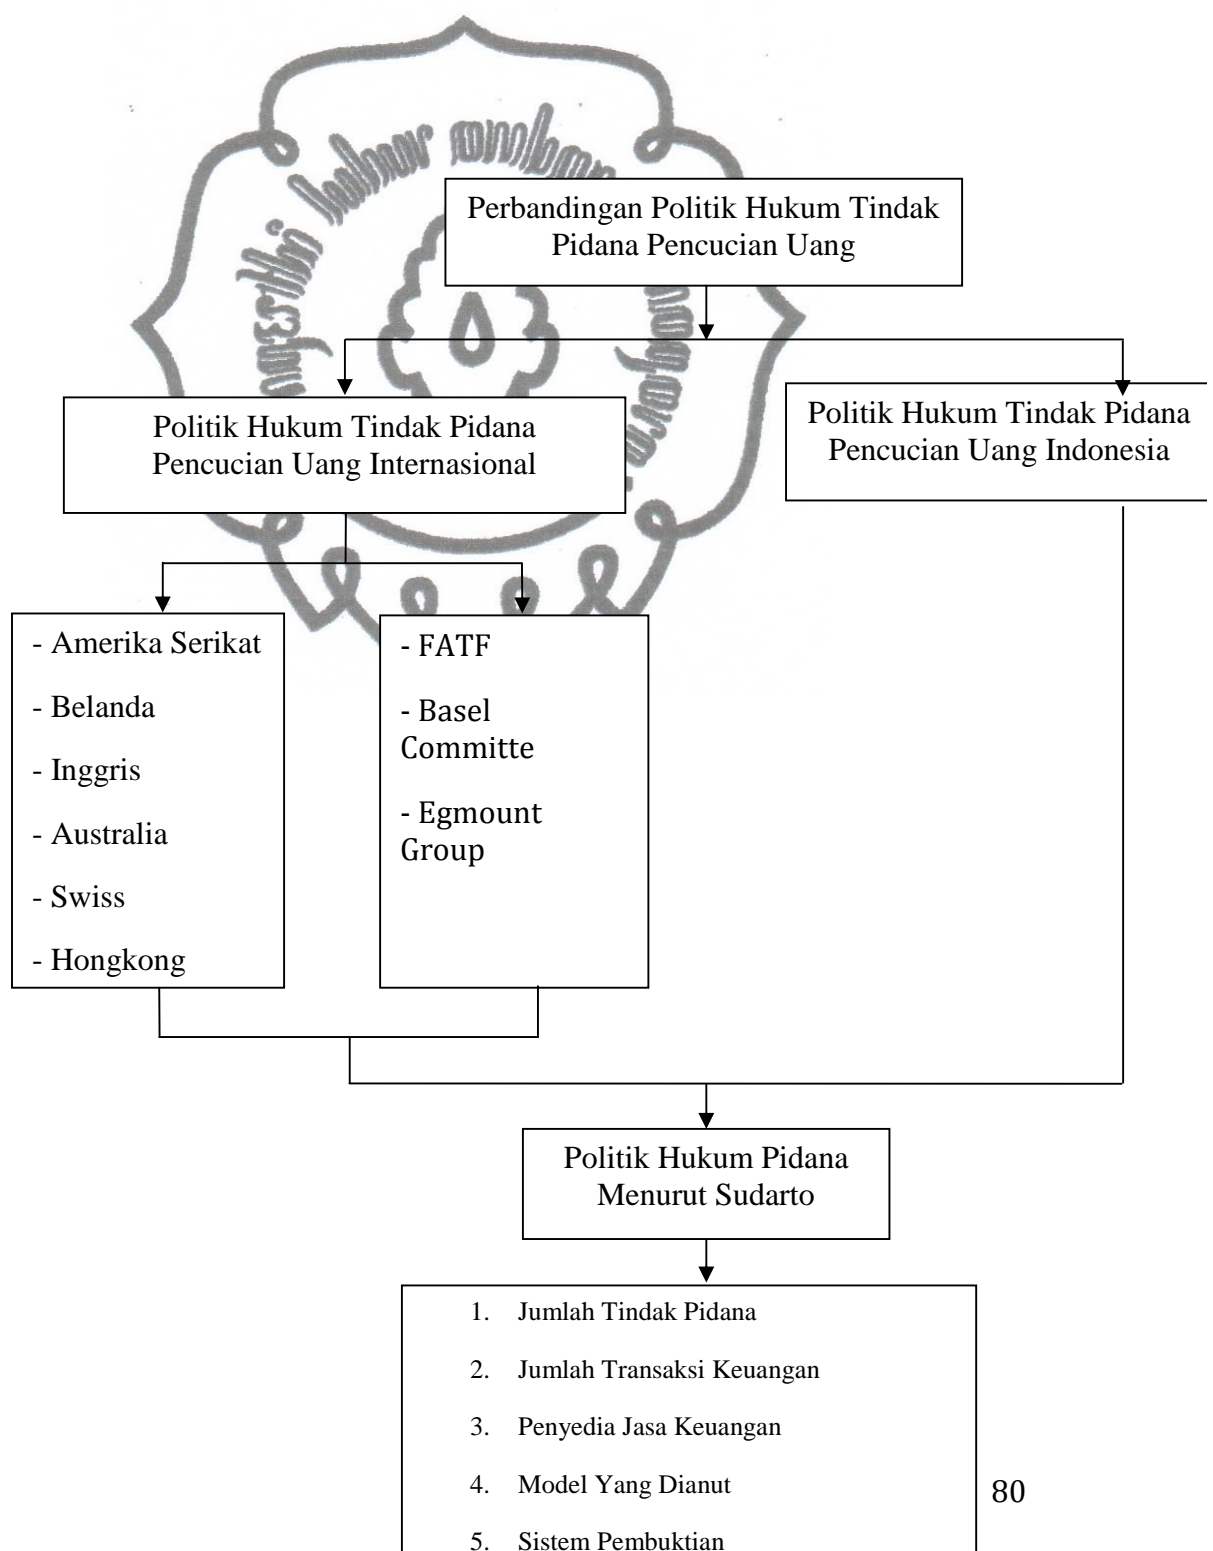 Perbandingan Politik Hukum Tindak
Pidana Pencucian Uang
Politik Hukum Tindak Pidana
Pencucian Uang Internasional
Politik Hukum Tindak Pidana
Pencucian Uang Indonesia
- Amerika Serikat
- Belanda
- Inggris
- Australia
- Swiss
- Hongkong
- FATF
- Basel
Committe
- Egmount
Group
Politik Hukum Pidana
Menurut Sudarto
1. Jumlah Tindak Pidana
2. Jumlah Transaksi Keuangan
3. Penyedia Jasa Keuangan
4. Model Yang Dianut
5. Sistem Pembuktian
80